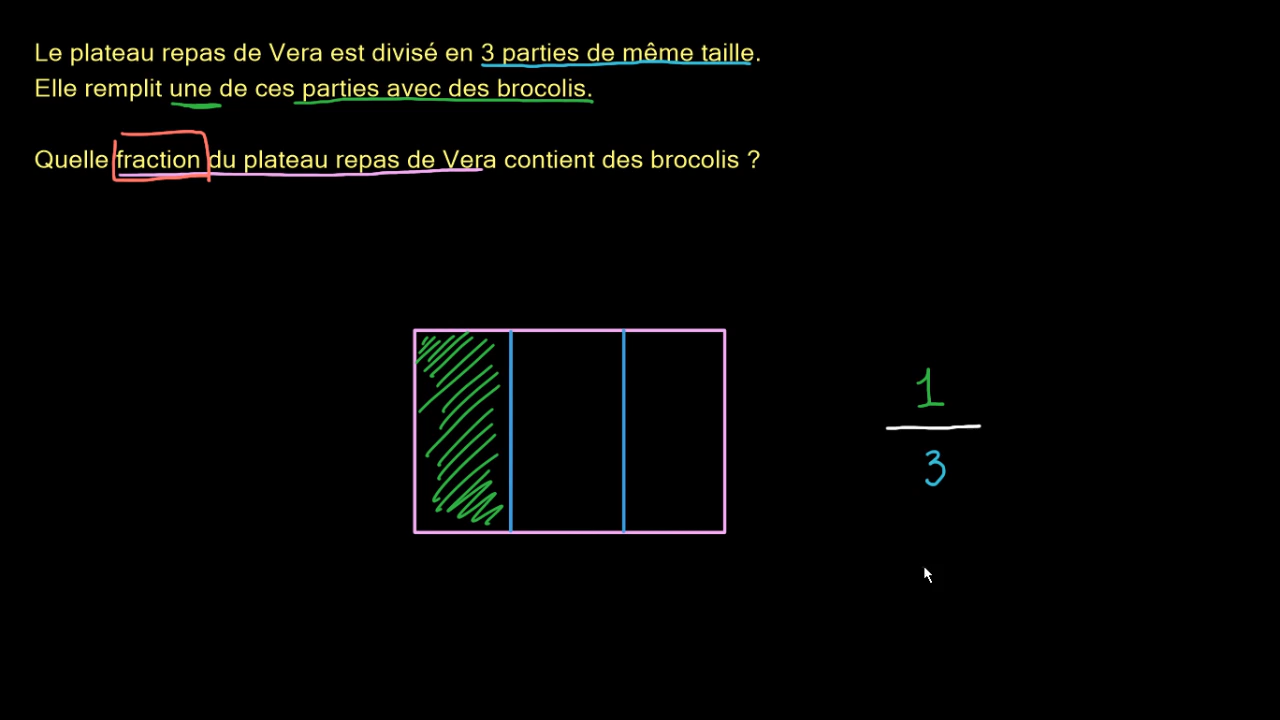 Le plateau repas de Vera est divisé en 3 parties de même taille.
Elle remplit une de ces parties avec des brocolis.
Quelle fraction du plateau repas de Vera contient des brocolis ?
1
3